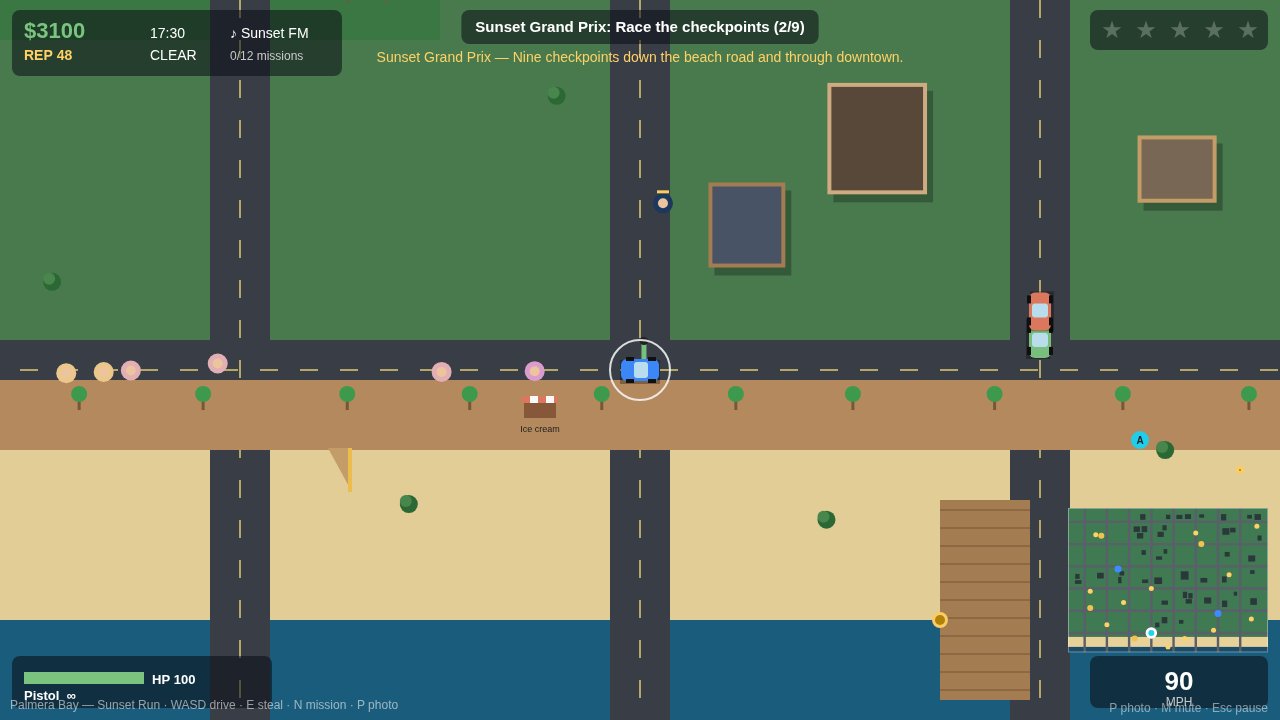 $3100
17:30
♪ Sunset FM
REP 48
CLEAR
0/12 missions
Sunset Grand Prix: Race the checkpoints (2/9)
Sunset Grand Prix — Nine checkpoints down the beach road and through downtown.
★ ★ ★ ★ ★
Ice cream
A
HP 100
Pistol ∞
Palmera Bay — Sunset Run · WASD drive · E steal · N mission · P photo
90
MPH
P photo · M mute · Esc pause